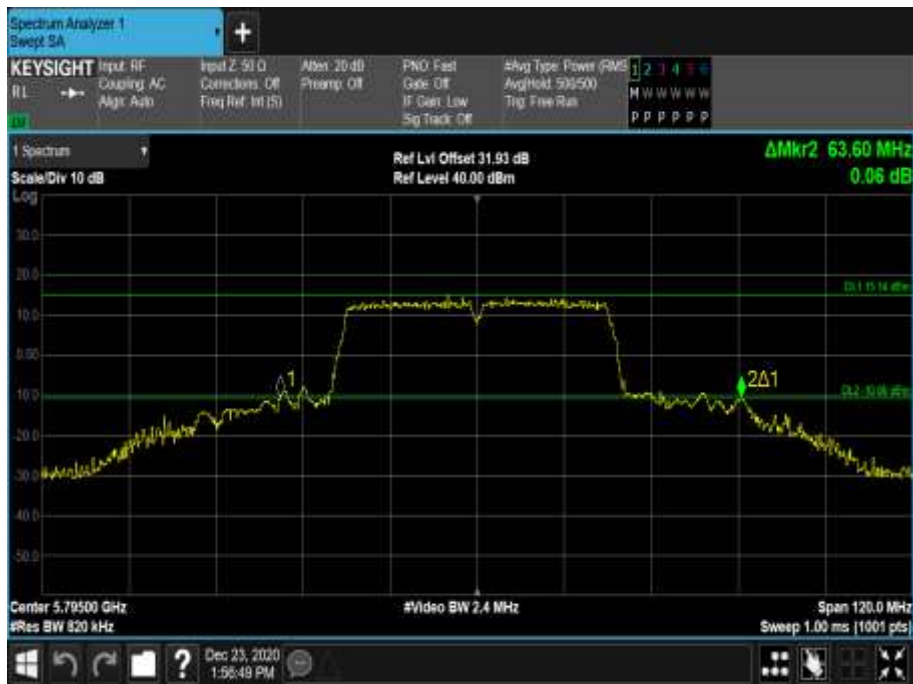 Spectrum Analyzer 1
Swept SA
KEYSIGHT Input: RF Input Z: 50 Ω Atten: 20 dB PNO: Fast #Avg Type: Power (RMS 1 2 3 4 5 6
RL Coupling: AC Corrections: Off Preamp: Off Gate: Off Avg|Hold: 500/500 M W W W W W
Align: Auto Freq Ref: Int (S) IF Gain: Low Trig: Free Run
Sig Track: Off P P P P P P
1 Spectrum Ref Lvl Offset 31.93 dB ΔMkr2 63.60 MHz
Scale/Div 10 dB Ref Level 40.00 dBm 0.06 dB
Log
30.0
20.0
10.0
0.00
-10.0
-20.0
-30.0
-40.0
-50.0
1
2Δ1
Center 5.79500 GHz #Video BW 2.4 MHz Span 120.0 MHz
#Res BW 820 kHz Sweep 1.00 ms (1001 pts)
? Dec 23, 2020
1:56:49 PM